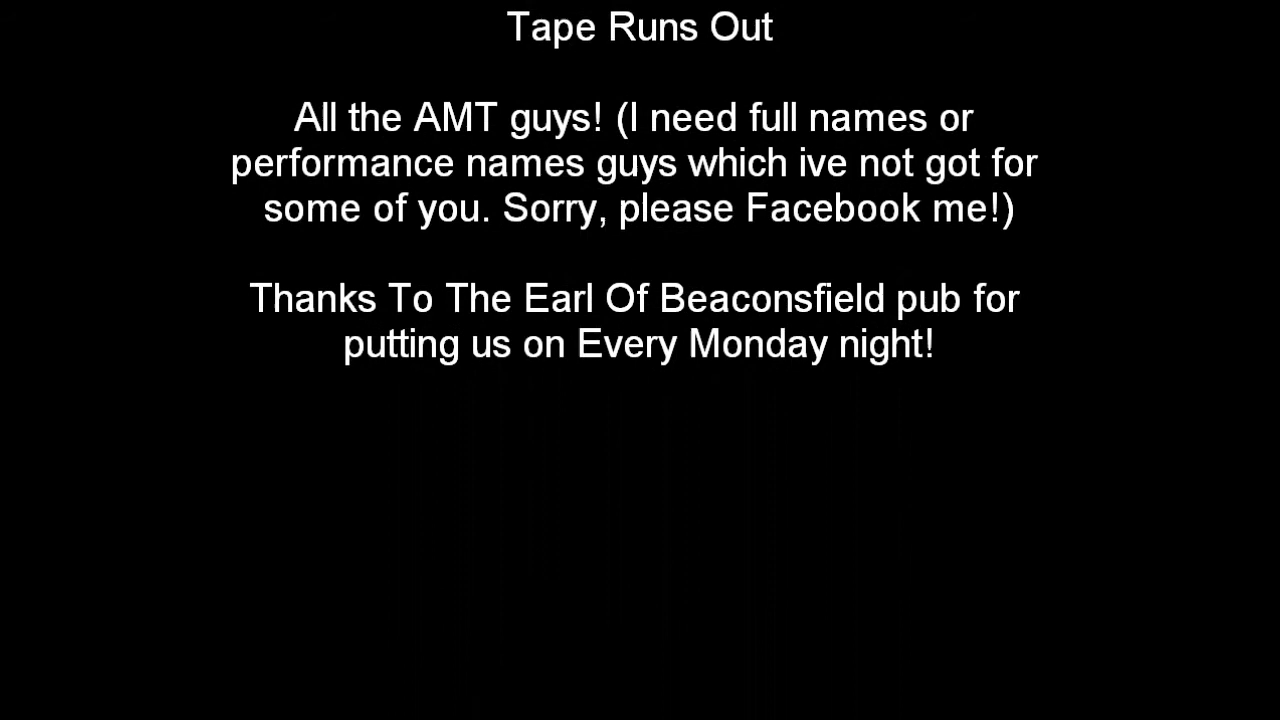 Tape Runs Out
All the AMT guys! (I need full names or
performance names guys which ive not got for
some of you. Sorry, please Facebook me!)
Thanks To The Earl Of Beaconsfield pub for
putting us on Every Monday night!